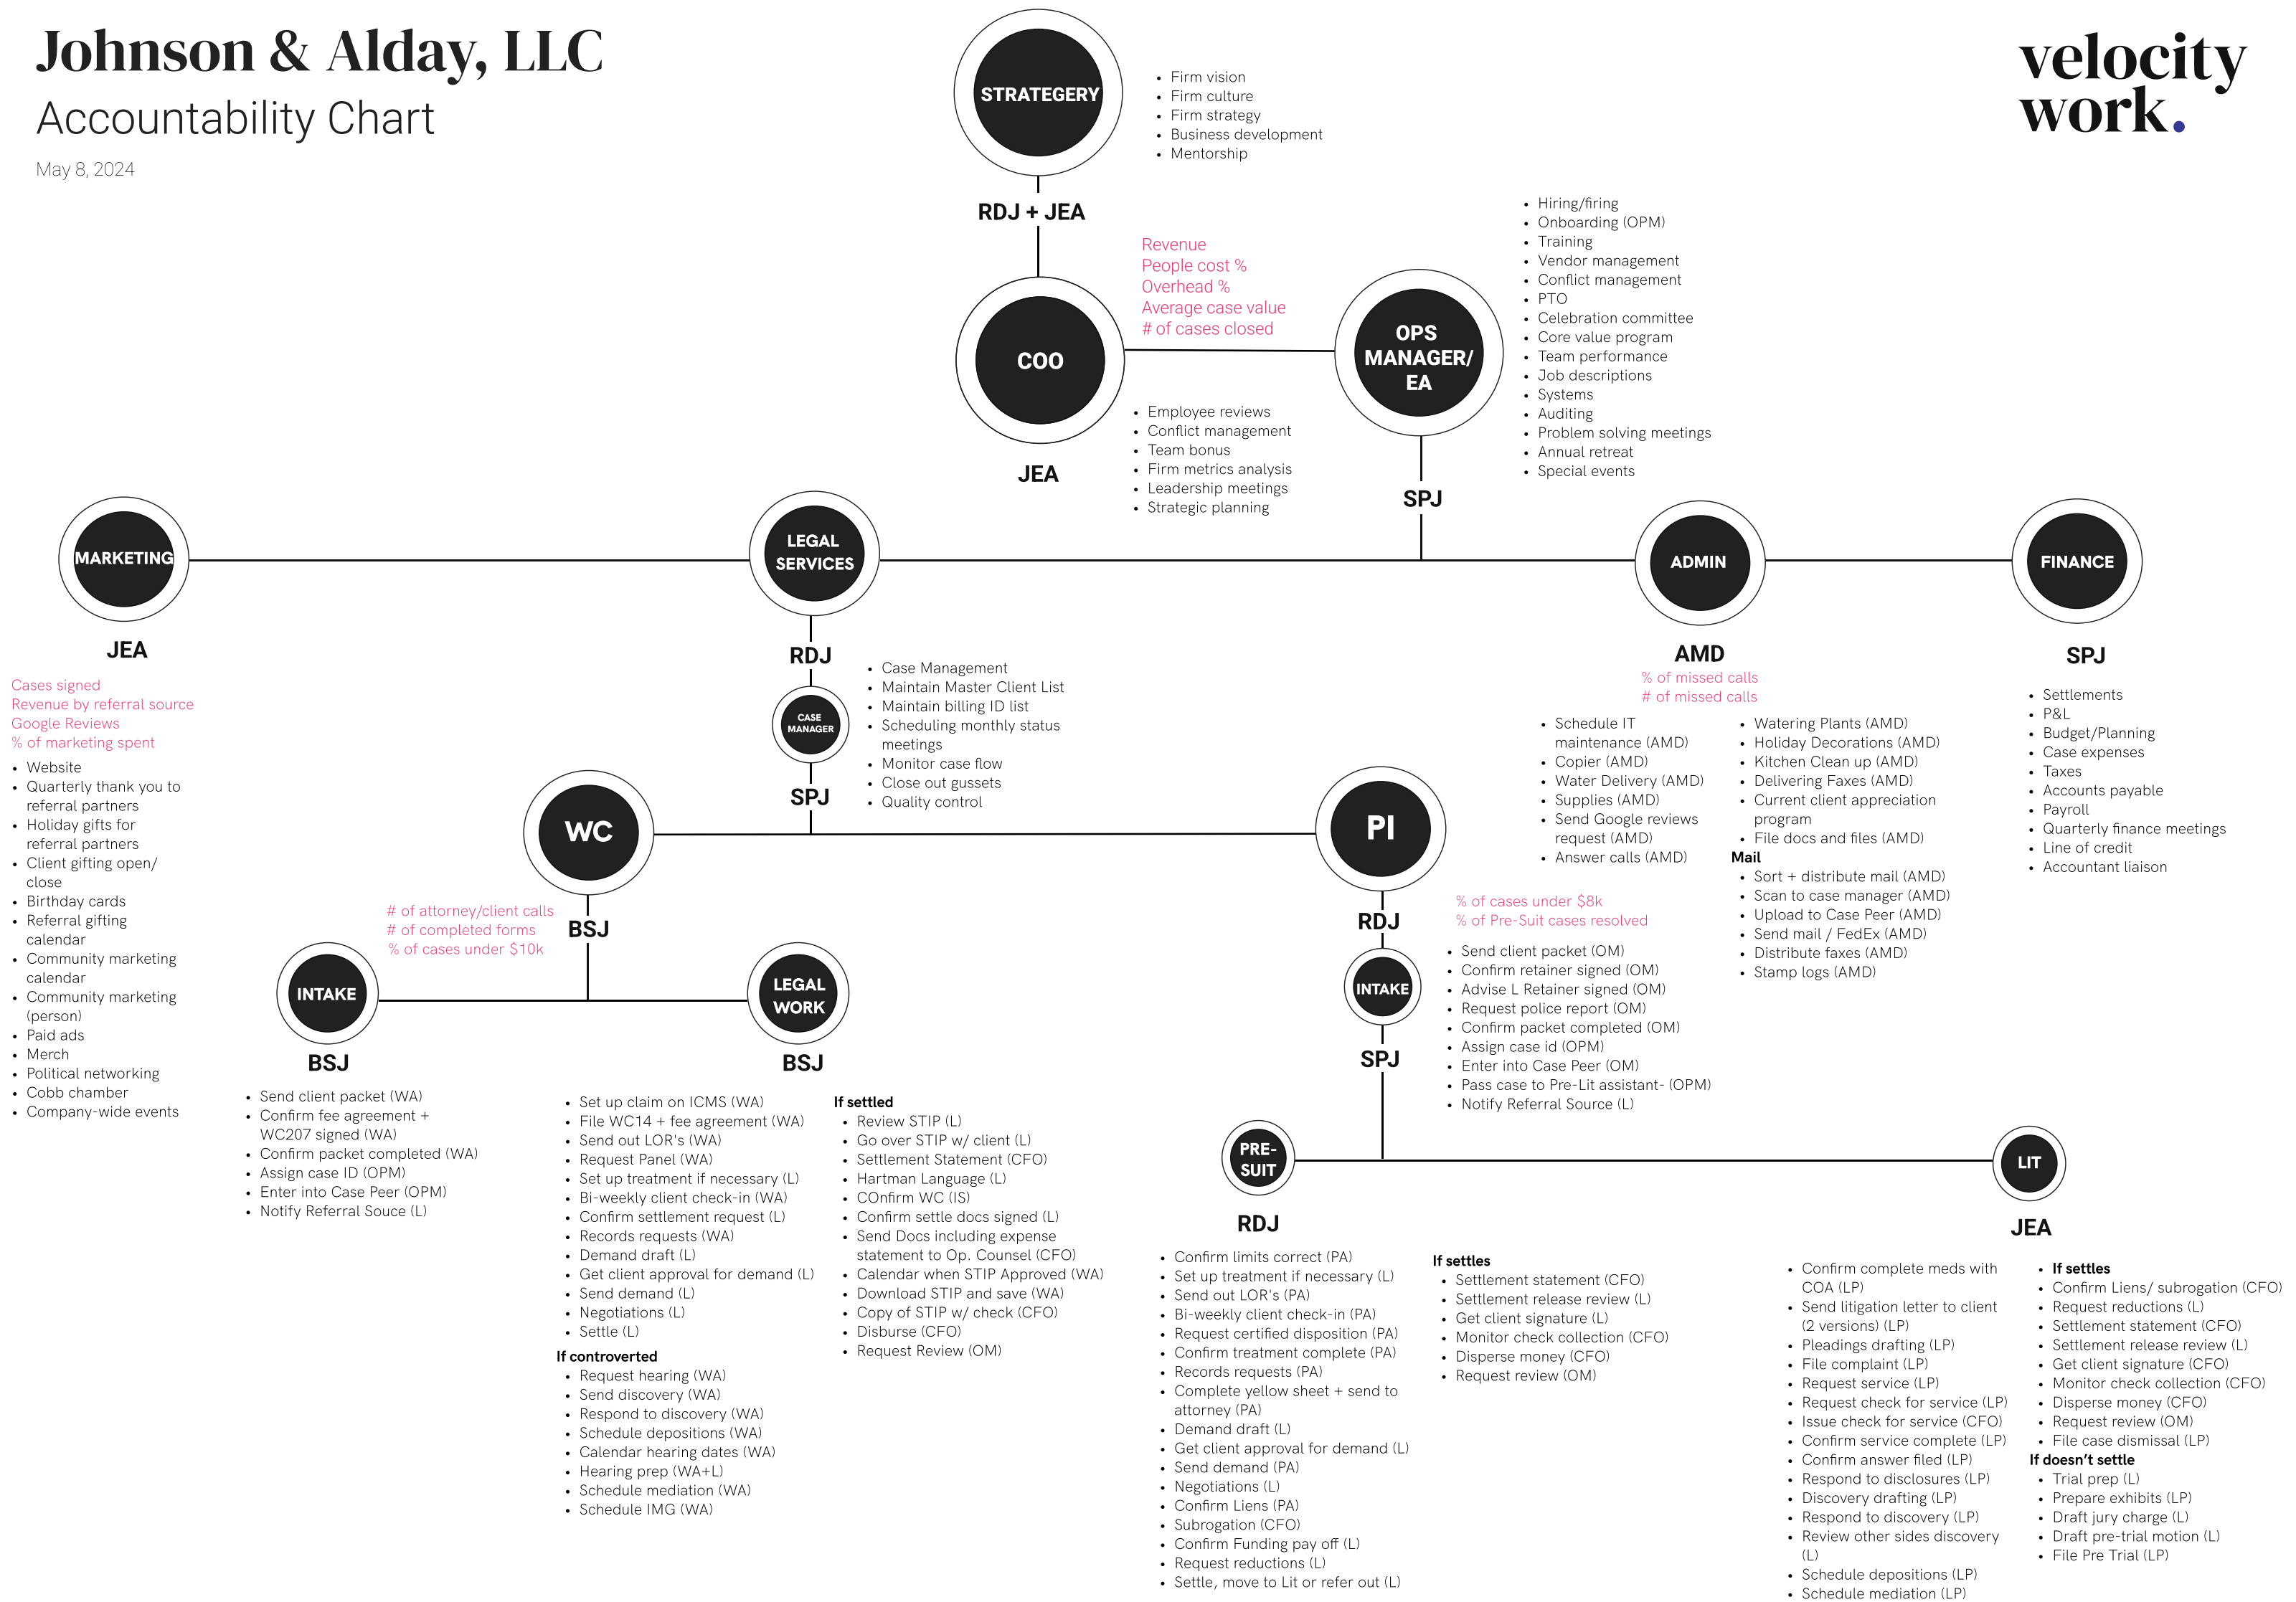 Johnson & Alday, LLC
Accountability Chart
May 8, 2024
velocity
work.
STRATEGERY
Firm vision
Firm culture
Firm strategy
Business development
Mentorship
RDJ + JEA
COO
JEA
Revenue
People cost %
Overhead %
Average case value
# of cases closed
Employee reviews
Conflict management
Team bonus
Firm metrics analysis
Leadership meetings
Strategic planning
OPS
MANAGER/
EA
SPJ
Hiring/firing
Onboarding (OPM)
Training
Vendor management
Conflict management
PTO
Celebration committee
Core value program
Team performance
Job descriptions
Systems
Auditing
Problem solving meetings
Annual retreat
Special events
MARKETING
JEA
Cases signed
Revenue by referral source
Google Reviews
% of marketing spent
Website
Quarterly thank you to
referral partners
Holiday gifts for
referral partners
Client gifting open/
close
Birthday cards
Referral gifting
calendar
Community marketing
calendar
Community marketing
(person)
Paid ads
Merch
Political networking
Cobb chamber
Company-wide events
LEGAL
SERVICES
RDJ
CASE
MANAGER
SPJ
Case Management
Maintain Master Client List
Maintain billing ID list
Scheduling monthly status
meetings
Monitor case flow
Close out gussets
Quality control
ADMIN
AMD
% of missed calls
# of missed calls
Schedule IT
maintenance (AMD)
Copier (AMD)
Water Delivery (AMD)
Supplies (AMD)
Send Google reviews
request (AMD)
Answer calls (AMD)
Watering Plants (AMD)
Holiday Decorations (AMD)
Kitchen Clean up (AMD)
Delivering Faxes (AMD)
Current client appreciation
program
File docs and files (AMD)
Mail
Sort + distribute mail (AMD)
Scan to case manager (AMD)
Upload to Case Peer (AMD)
Send mail / FedEx (AMD)
Distribute faxes (AMD)
Stamp logs (AMD)
FINANCE
SPJ
Settlements
P&L
Budget/Planning
Case expenses
Taxes
Accounts payable
Payroll
Quarterly finance meetings
Line of credit
Accountant liaison
WC
BSJ
# of attorney/client calls
# of completed forms
% of cases under $10k
INTAKE
BSJ
Send client packet (WA)
Confirm fee agreement +
WC207 signed (WA)
Confirm packet completed (WA)
Assign case ID (OPM)
Enter into Case Peer (OPM)
Notify Referral Souce (L)
LEGAL
WORK
BSJ
Set up claim on ICMS (WA)
File WC14 + fee agreement (WA)
Send out LOR's (WA)
Request Panel (WA)
Set up treatment if necessary (L)
Bi-weekly client check-in (WA)
Confirm settlement request (L)
Records requests (WA)
Demand draft (L)
Get client approval for demand (L)
Send demand (L)
Negotiations (L)
Settle (L)
If controverted
Request hearing (WA)
Send discovery (WA)
Respond to discovery (WA)
Schedule depositions (WA)
Calendar hearing dates (WA)
Hearing prep (WA+L)
Schedule mediation (WA)
Schedule IMG (WA)
If settled
Review STIP (L)
Go over STIP w/ client (L)
Settlement Statement (CFO)
Hartman Language (L)
COnfirm WC (IS)
Confirm settle docs signed (L)
Send Docs including expense
statement to Op. Counsel (CFO)
Calendar when STIP Approved (WA)
Download STIP and save (WA)
Copy of STIP w/ check (CFO)
Disburse (CFO)
Request Review (OM)
PI
RDJ
% of cases under $8k
% of Pre-Suit cases resolved
INTAKE
SPJ
Send client packet (OM)
Confirm retainer signed (OM)
Advise L Retainer signed (OM)
Request police report (OM)
Confirm packet completed (OM)
Assign case id (OPM)
Enter into Case Peer (OM)
Pass case to Pre-Lit assistant- (OPM)
Notify Referral Source (L)
PRE-
SUIT
RDJ
Confirm limits correct (PA)
Set up treatment if necessary (L)
Send out LOR's (PA)
Bi-weekly client check-in (PA)
Request certified disposition (PA)
Confirm treatment complete (PA)
Records requests (PA)
Complete yellow sheet + send to
attorney (PA)
Demand draft (L)
Get client approval for demand (L)
Send demand (PA)
Negotiations (L)
Confirm Liens (PA)
Subrogation (CFO)
Confirm Funding pay off (L)
Request reductions (L)
Settle, move to Lit or refer out (L)
If settles
Settlement statement (CFO)
Settlement release review (L)
Get client signature (L)
Monitor check collection (CFO)
Disperse money (CFO)
Request review (OM)
LIT
JEA
Confirm complete meds with
COA (LP)
Send litigation letter to client
(2 versions) (LP)
Pleadings drafting (LP)
File complaint (LP)
Request service (LP)
Request check for service (LP)
Issue check for service (CFO)
Confirm service complete (LP)
Confirm answer filed (LP)
Respond to disclosures (LP)
Discovery drafting (LP)
Respond to discovery (LP)
Review other sides discovery
(L)
Schedule depositions (LP)
Schedule mediation (LP)
If settles
Confirm Liens/ subrogation (CFO)
Request reductions (L)
Settlement statement (CFO)
Settlement release review (L)
Get client signature (CFO)
Monitor check collection (CFO)
Disperse money (CFO)
Request review (OM)
File case dismissal (LP)
If doesn't settle
Trial prep (L)
Prepare exhibits (LP)
Draft jury charge (L)
Draft pre-trial motion (L)
File Pre Trial (LP)